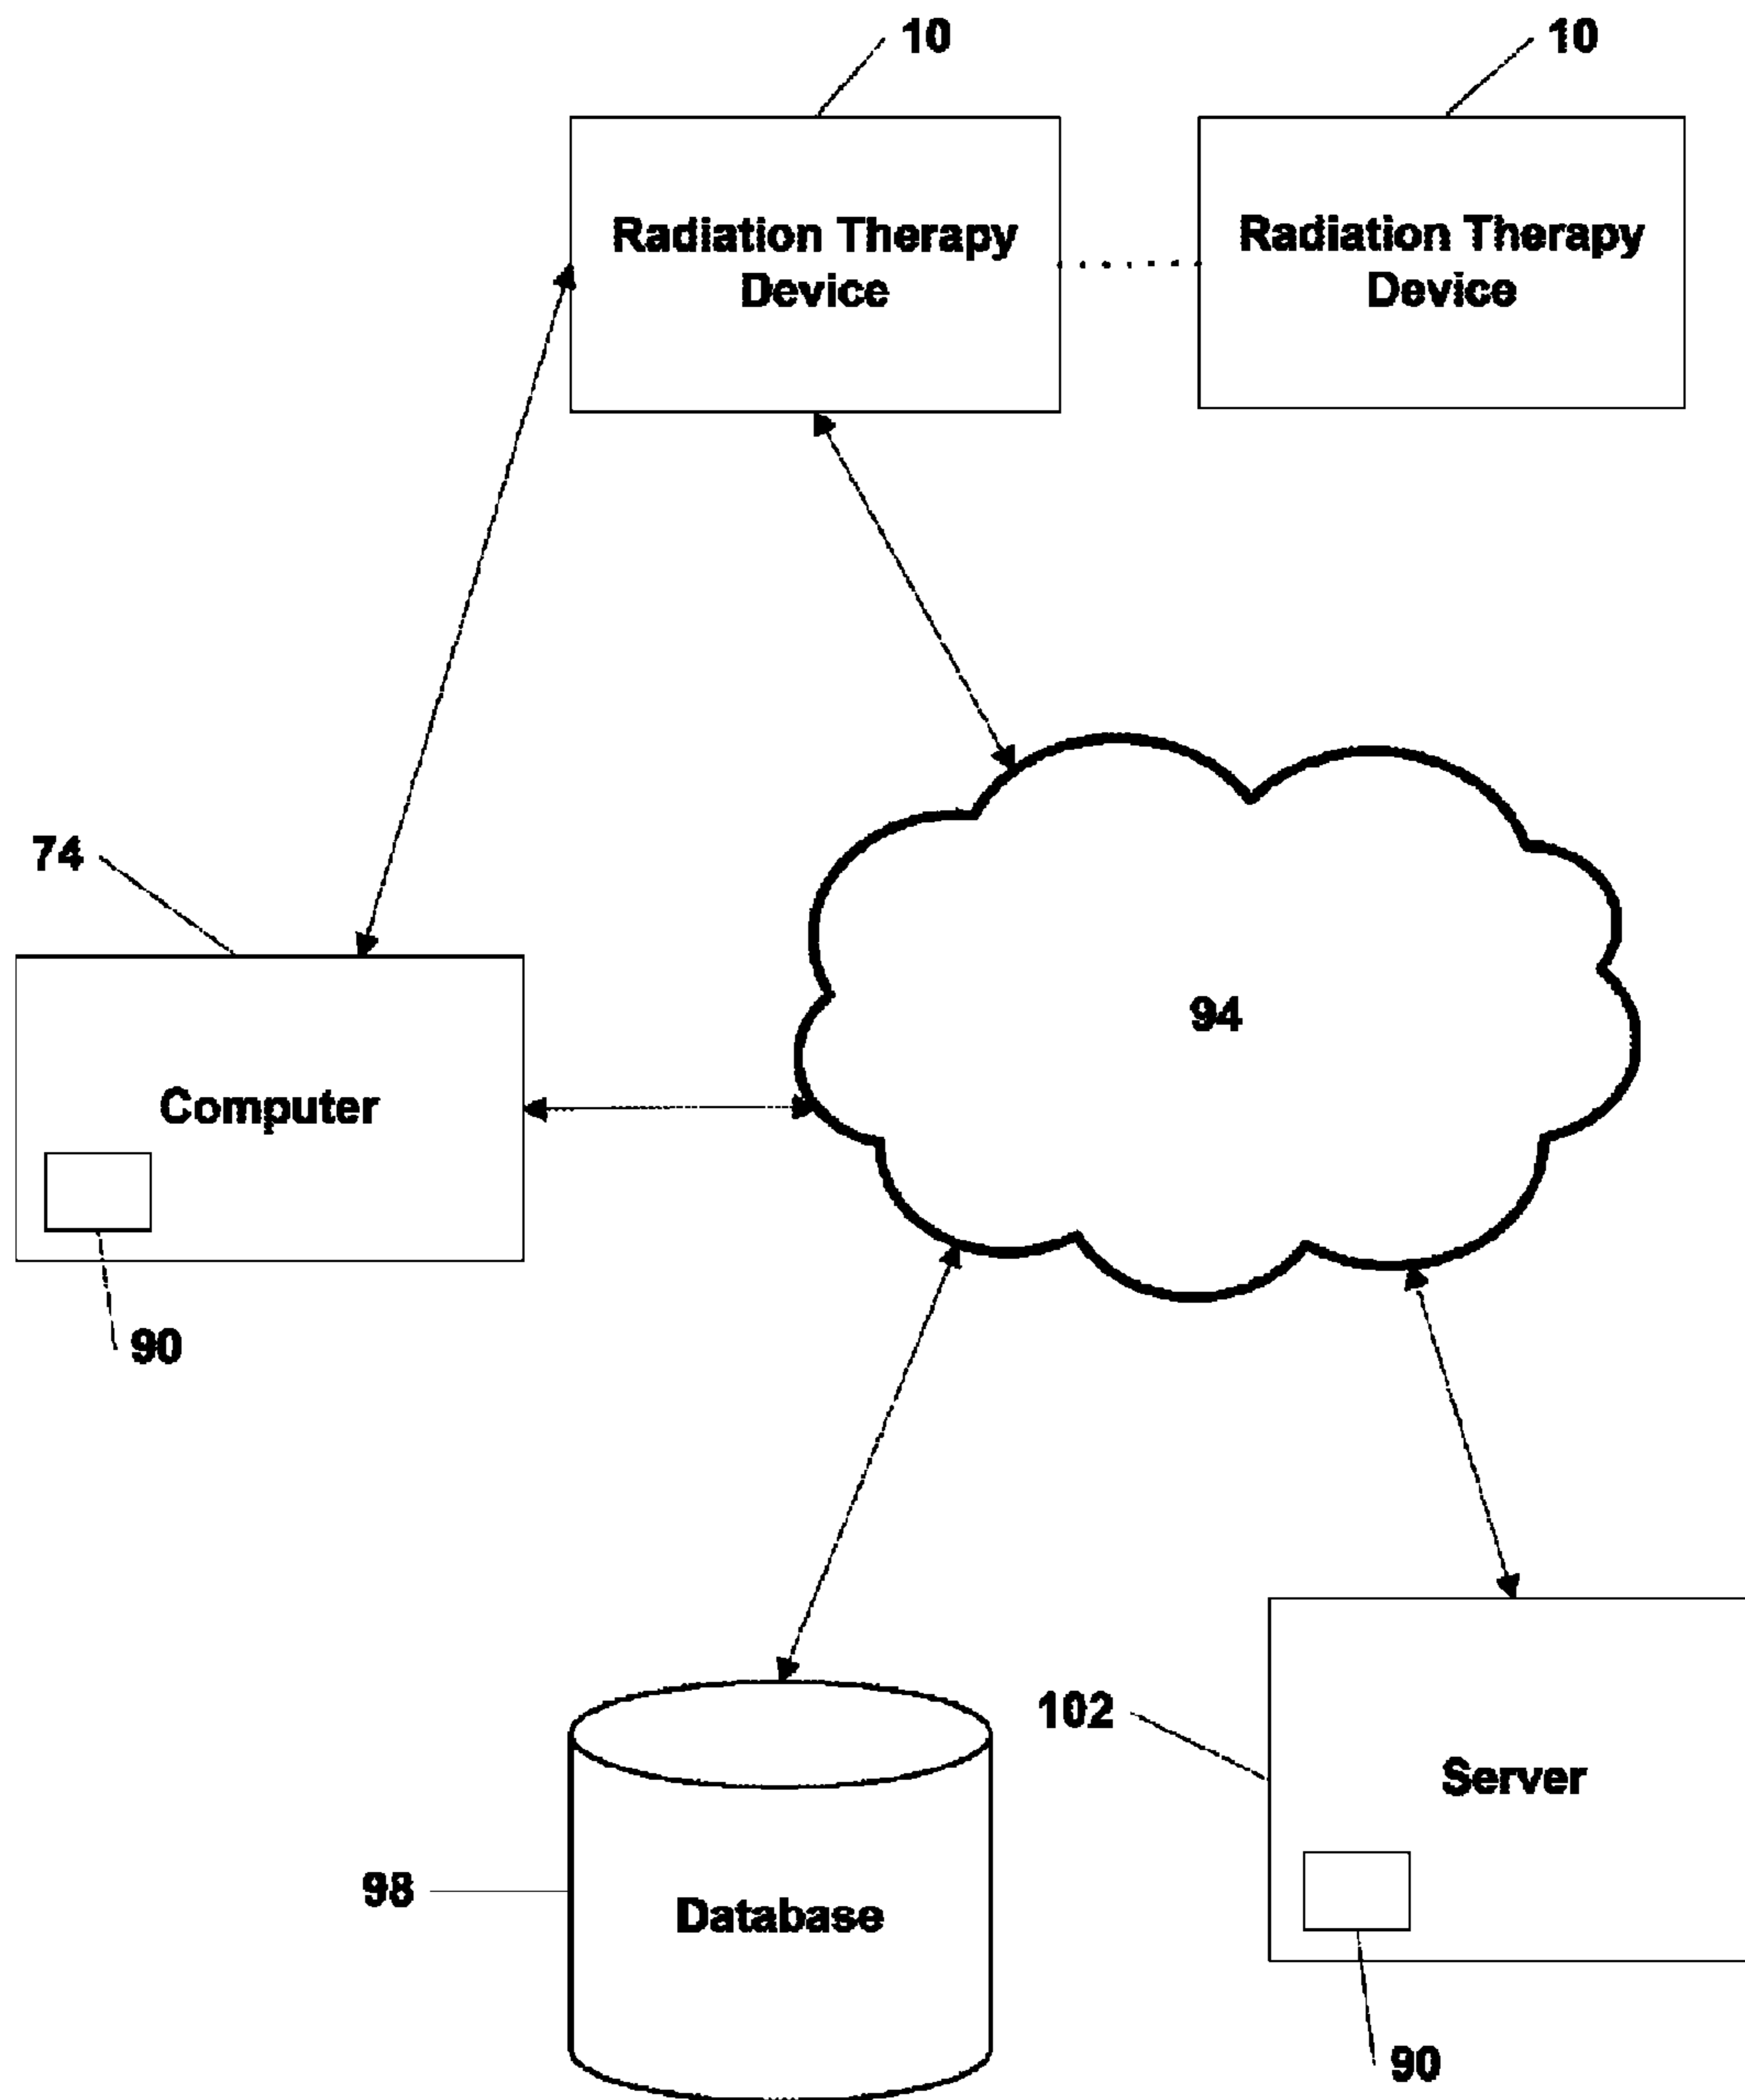 10
10
Radiation Therapy
Device
Radiation Therapy
Device
74
94
Computer
90
102
Server
98
Database
90